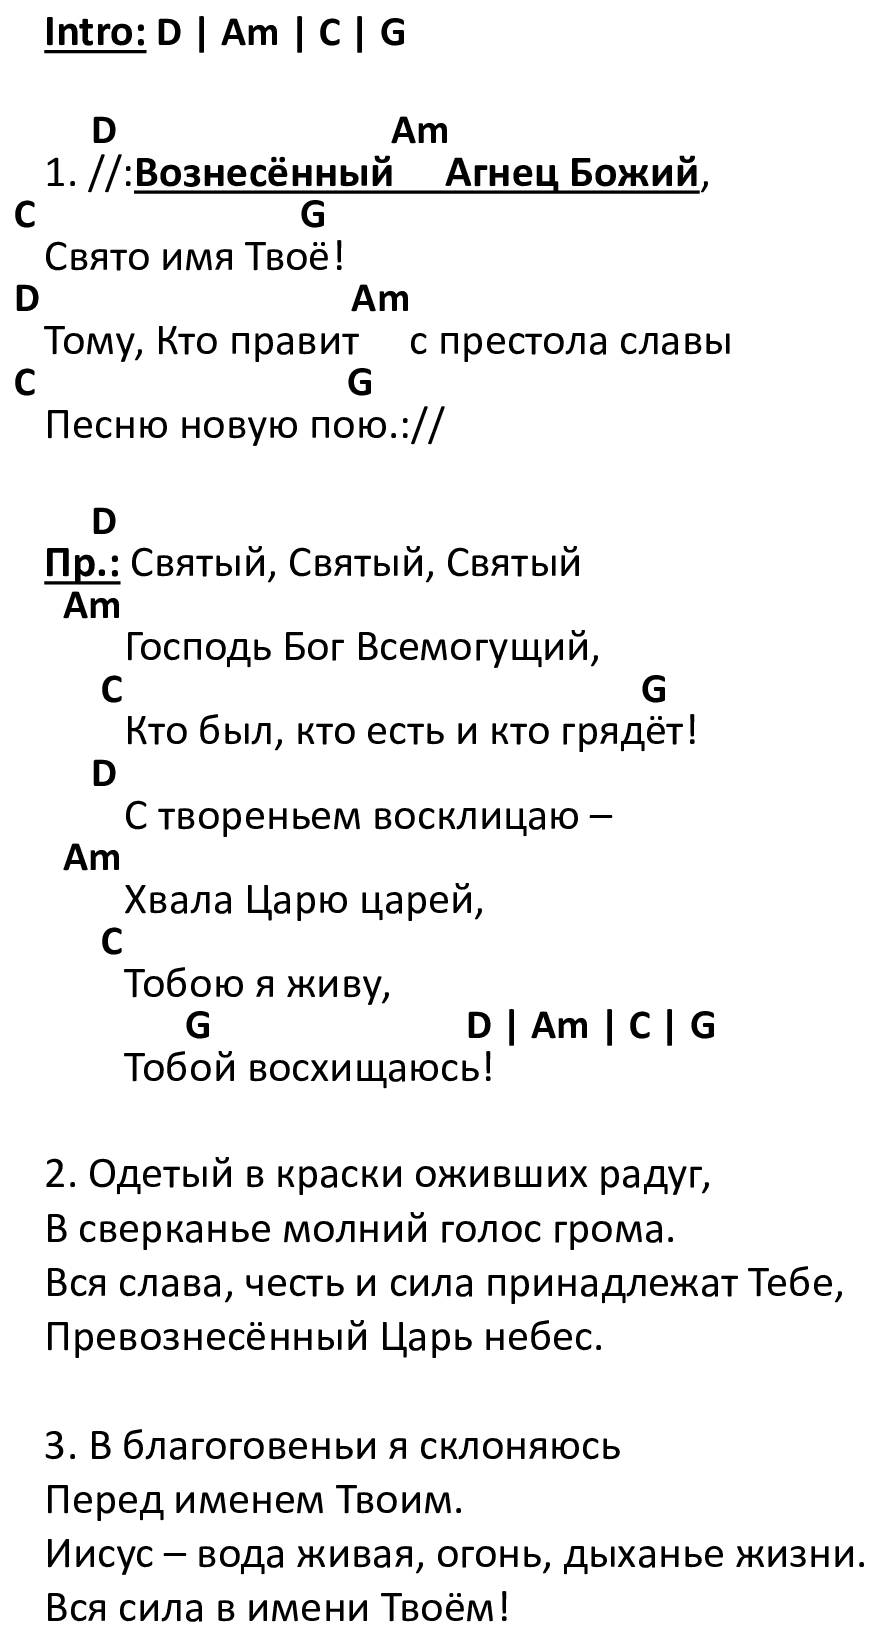 Intro: D | Am | C | G
D Am
1. //:Вознесённый Агнец Божий,
C G
Свято имя Твоё!
D Am
Тому, Кто правит с престола славы
C G
Песню новую пою.://
D
Пр.: Святый, Святый, Святый
Am
Господь Бог Всемогущий,
C G
Кто был, кто есть и кто грядёт!
D
С твореньем восклицаю –
Am
Хвала Царю царей,
C
Тобою я живу,
G D | Am | C | G
Тобой восхищаюсь!
2. Одетый в краски оживших радуг,
В сверканье молний голос грома.
Вся слава, честь и сила принадлежат Тебе,
Превознесённый Царь небес.
3. В благоговеньи я склоняюсь
Перед именем Твоим.
Иисус – вода живая, огонь, дыханье жизни.
Вся сила в имени Твоём!